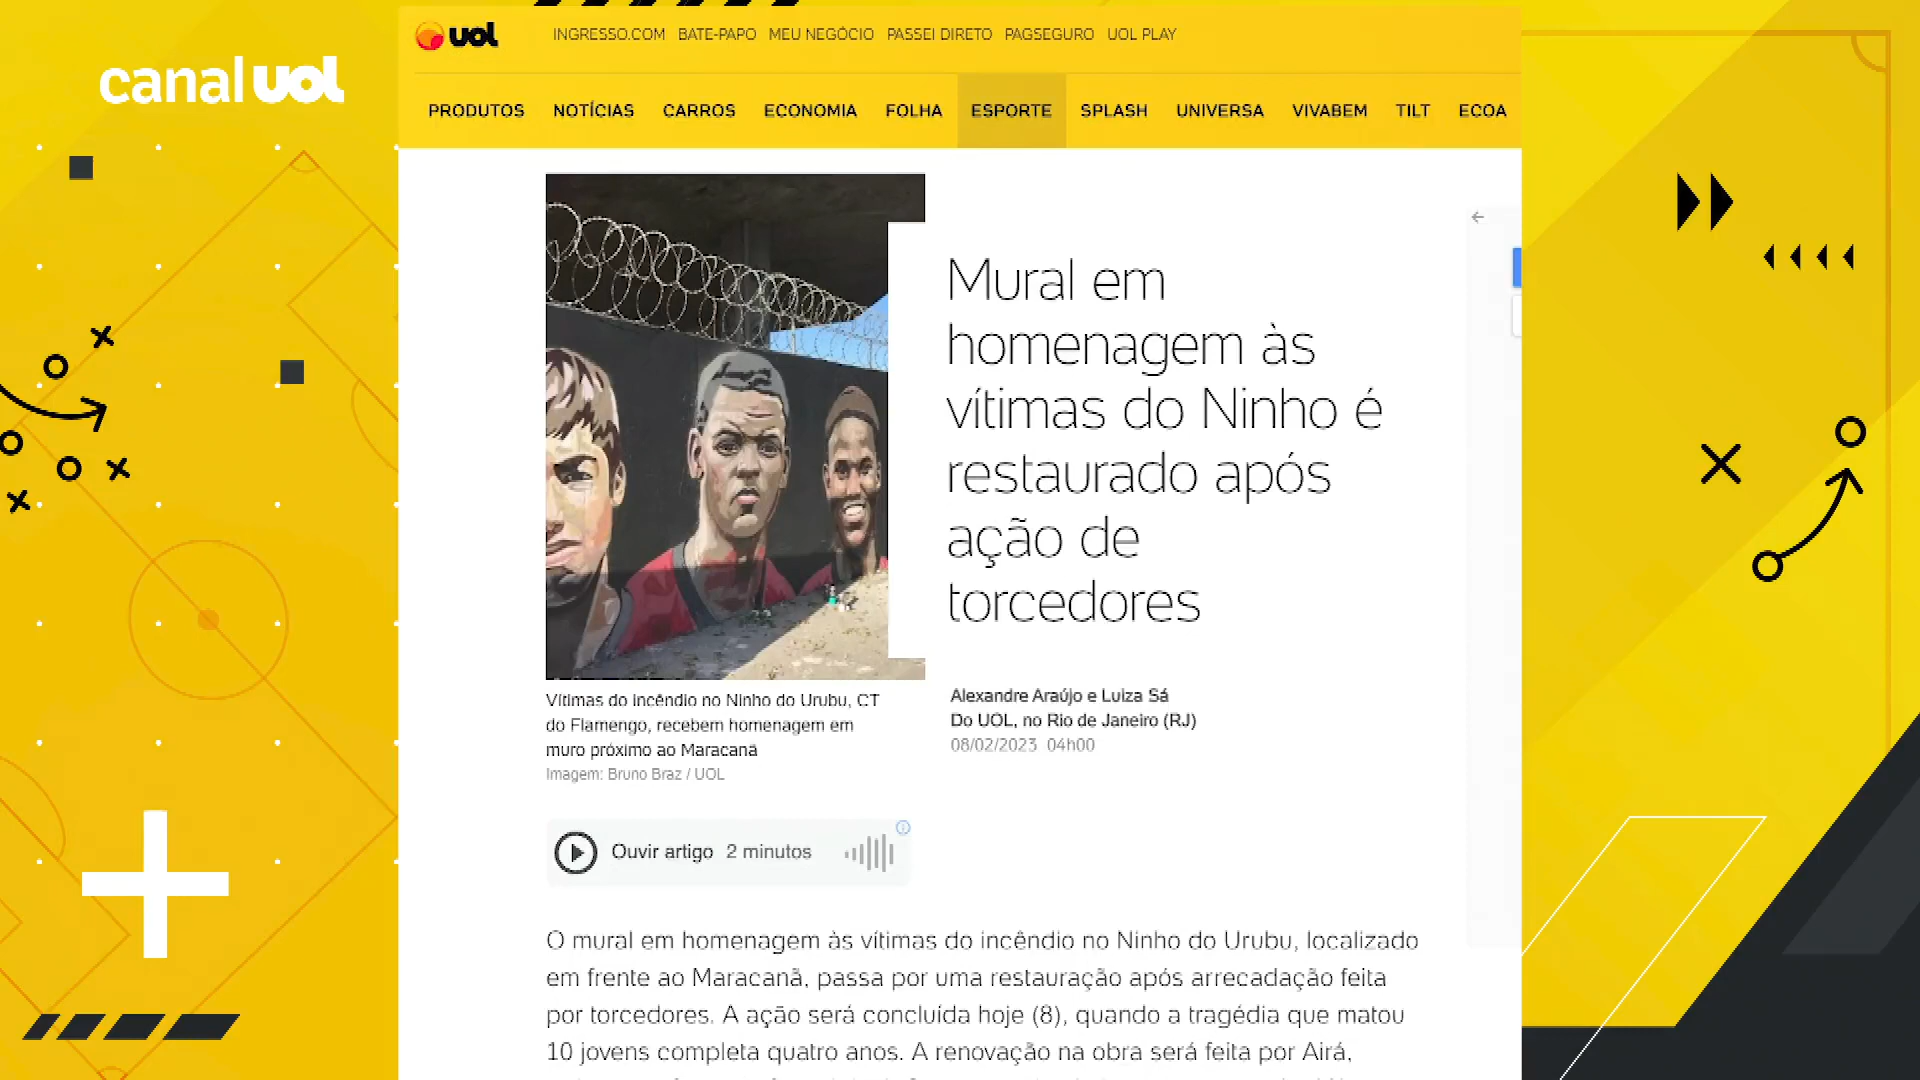 canal uol
uol
INGRESSO.COM BATE-PAPO MEU NEGÓCIO PASSEI DIRETO PAGSEGURO UOL PLAY
PRODUTOS NOTÍCIAS CARROS ECONOMIA FOLHA ESPORTE SPLASH UNIVERSA VIVABEM TILT ECOA
Mural em
homenagem às
vítimas do Ninho é
restaurado após
ação de
torcedores
Vítimas do incêndio no Ninho do Urubu, CT
do Flamengo, recebem homenagem em
muro próximo ao Maracanã
Imagem: Bruno Braz / UOL
Alexandre Araújo e Luiza Sá
Do UOL, no Rio de Janeiro (RJ)
08/02/2023 04h00
Ouvir artigo 2 minutos
O mural em homenagem às vítimas do incêndio no Ninho do Urubu, localizado
em frente ao Maracanã, passa por uma restauração após arrecadação feita
por torcedores. A ação será concluída hoje (8), quando a tragédia que matou
10 jovens completa quatro anos. A renovação na obra será feita por Airá,